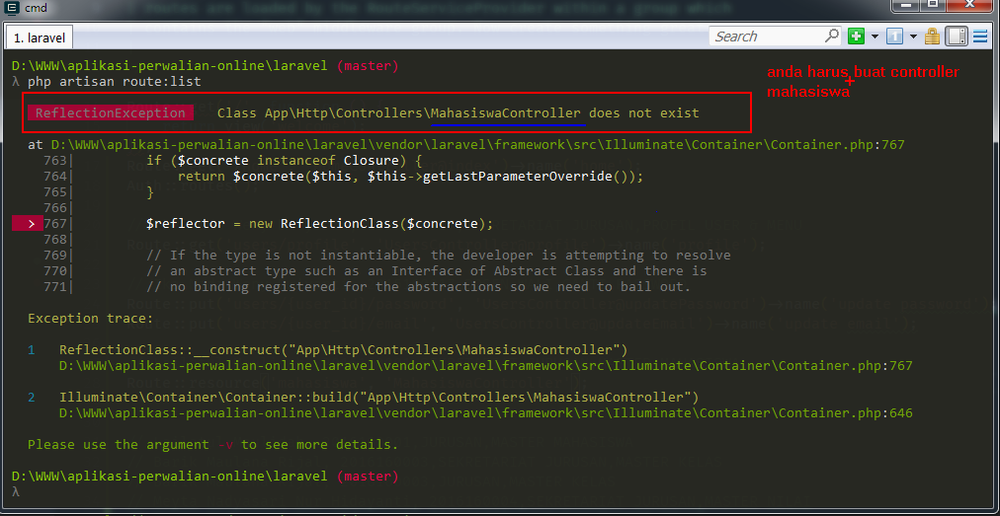 cmd
1. laravel
Search
D:\WWW\aplikasi-perwalian-online\laravel (master)
λ php artisan route:list
anda harus buat controller
mahasiswa
ReflectionException Class App\Http\Controllers\MahasiswaController does not exist
at D:\WWW\aplikasi-perwalian-online\laravel\vendor\laravel\framework\src\Illuminate\Container\Container.php:767
763| if ($concrete instanceof Closure) {
764| return $concrete($this, $this->getLastParameterOverride());
765| }
766|
> 767| $reflector = new ReflectionClass($concrete);
768|
769| // If the type is not instantiable, the developer is attempting to resolve
770| // an abstract type such as an Interface of Abstract Class and there is
771| // no binding registered for the abstractions so we need to bail out.
Exception trace:
1 ReflectionClass::__construct("App\Http\Controllers\MahasiswaController")
D:\WWW\aplikasi-perwalian-online\laravel\vendor\laravel\framework\src\Illuminate\Container\Container.php:767
2 Illuminate\Container\Container::build("App\Http\Controllers\MahasiswaController")
D:\WWW\aplikasi-perwalian-online\laravel\vendor\laravel\framework\src\Illuminate\Container\Container.php:646
Please use the argument -v to see more details.
D:\WWW\aplikasi-perwalian-online\laravel (master)
λ